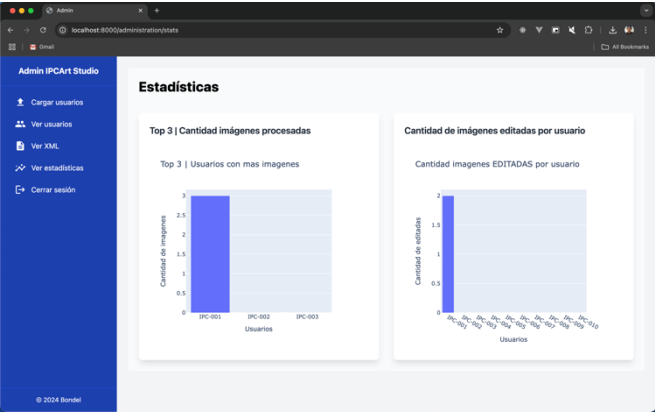 Admin
localhost:8000/administration/stats
Gmail
All Bookmarks
Admin IPCArt Studio
Cargar usuarios
Ver usuarios
Ver XML
Ver estadísticas
Cerrar sesión
© 2024 Bondel
Estadísticas
Top 3 | Cantidad imágenes procesadas
Top 3 | Usuarios con mas imagenes
Cantidad de imagenes
3
2.5
2
1.5
1
0.5
0
IPC-001 IPC-002 IPC-003
Usuarios
Cantidad de imágenes editadas por usuario
Cantidad imagenes EDITADAS por usuario
Cantidad de editadas
2
1.5
1
0.5
0
IPC-001 IPC-002 IPC-003 IPC-004 IPC-005 IPC-006 IPC-007 IPC-008 IPC-009 IPC-010
Usuarios